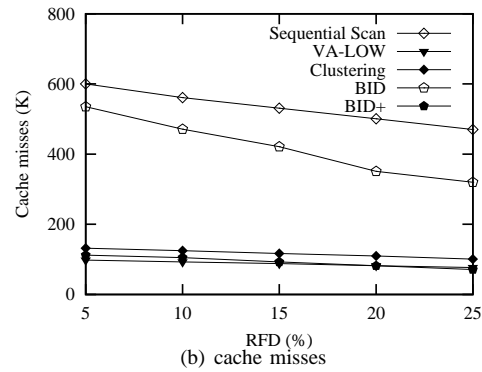 800
600
400
200
0
Cache misses (K)
Sequential Scan
VA-LOW
Clustering
BID
BID+
5 10 15 20 25
RFD (%)
(b) cache misses